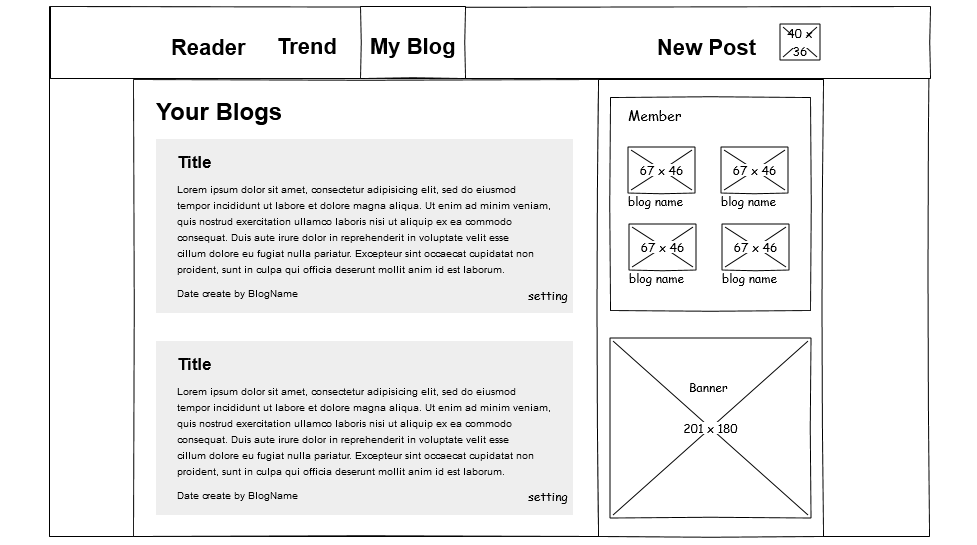 Reader Trend My Blog New Post 40 x
36
Your Blogs
Title
Lorem ipsum dolor sit amet, consectetur adipisicing elit, sed do eiusmod
tempor incididunt ut labore et dolore magna aliqua. Ut enim ad minim veniam,
quis nostrud exercitation ullamco laboris nisi ut aliquip ex ea commodo
consequat. Duis aute irure dolor in reprehenderit in voluptate velit esse
cillum dolore eu fugiat nulla pariatur. Excepteur sint occaecat cupidatat non
proident, sunt in culpa qui officia deserunt mollit anim id est laborum.
Date create by BlogName
setting
Title
Lorem ipsum dolor sit amet, consectetur adipisicing elit, sed do eiusmod
tempor incididunt ut labore et dolore magna aliqua. Ut enim ad minim veniam,
quis nostrud exercitation ullamco laboris nisi ut aliquip ex ea commodo
consequat. Duis aute irure dolor in reprehenderit in voluptate velit esse
cillum dolore eu fugiat nulla pariatur. Excepteur sint occaecat cupidatat non
proident, sunt in culpa qui officia deserunt mollit anim id est laborum.
Date create by BlogName
setting
Member
67 x 46 67 x 46
blog name blog name
67 x 46 67 x 46
blog name blog name
Banner
201 x 180